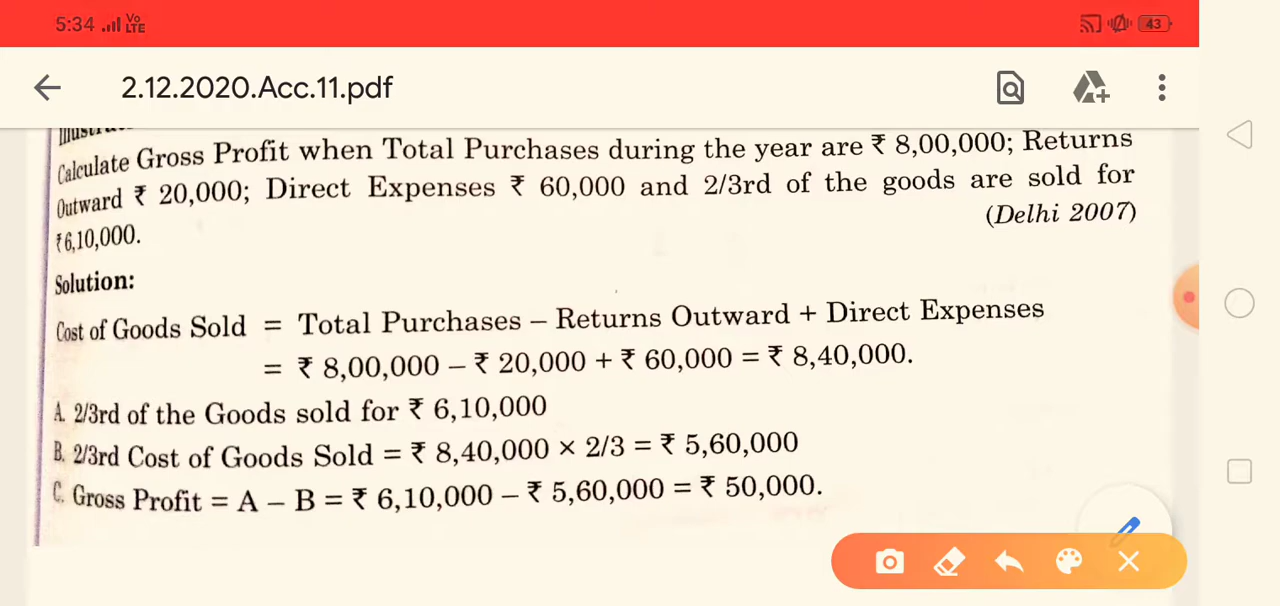 5:34 Vo LTE 43
2.12.2020.Acc.11.pdf
Calculate Gross Profit when Total Purchases during the year are ₹ 8,00,000; Returns
Outward ₹ 20,000; Direct Expenses ₹ 60,000 and 2/3rd of the goods are sold for
₹ 6,10,000.
(Delhi 2007)
Solution:
Cost of Goods Sold = Total Purchases – Returns Outward + Direct Expenses
= ₹ 8,00,000 – ₹ 20,000 + ₹ 60,000 = ₹ 8,40,000.
A. 2/3rd of the Goods sold for ₹ 6,10,000
B. 2/3rd Cost of Goods Sold = ₹ 8,40,000 × 2/3 = ₹ 5,60,000
C. Gross Profit = A – B = ₹ 6,10,000 – ₹ 5,60,000 = ₹ 50,000.